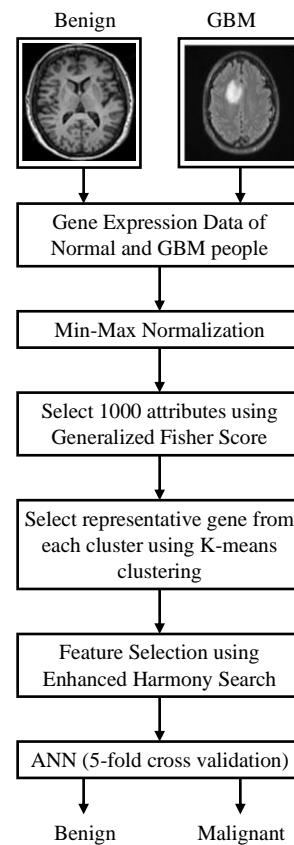 Benign
GBM
Gene Expression Data of
Normal and GBM people
Min-Max Normalization
Select 1000 attributes using
Generalized Fisher Score
Select representative gene from
each cluster using K-means
clustering
Feature Selection using
Enhanced Harmony Search
ANN (5-fold cross validation)
Benign
Malignant